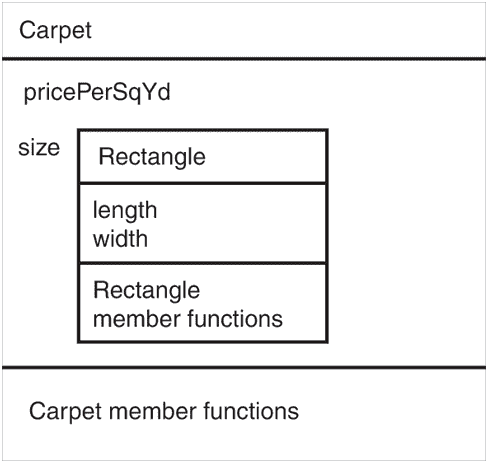 Carpet
pricePerSqYd
size
Rectangle
length
width
Rectangle
member functions
Carpet member functions